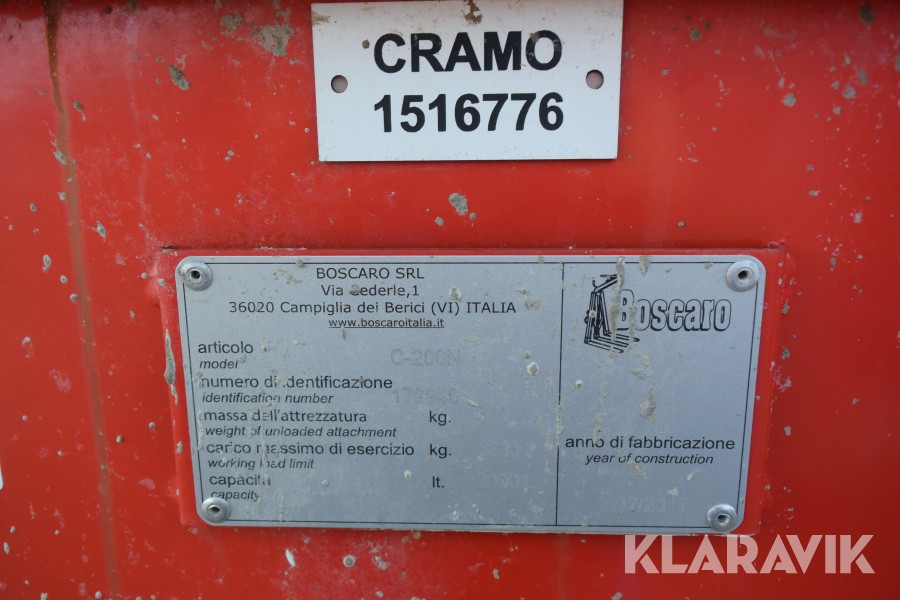 CRAMO
1516776
BOSCARO SRL
Via Cederle,1
36020 Campiglia dei Berici (VI) ITALIA
www.boscaroitalia.it
Boscaro
articolo C-200N
model
numero di identificazione
identification number
massa dell'attrezzatura kg.
weight of unloaded attachment
carico massimo di esercizio kg.
working load limit
capacità lt.
capacity
anno di fabbricazione
year of construction
KLARAVIK